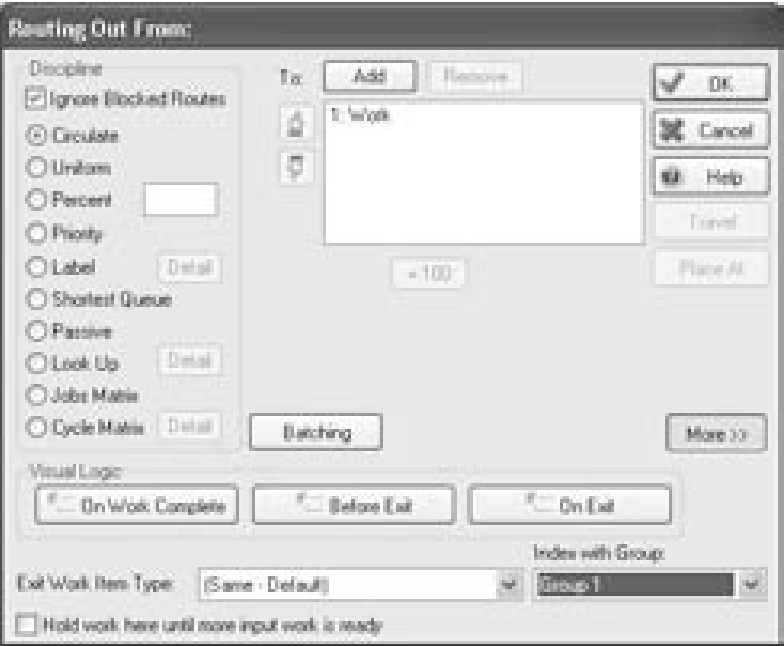 Routing Out From:
Discipline
Ignore Blocked Routes
Circulate
Uniform
Percent
Priority
Label Detail
Shortest Queue
Passive
Look Up Detail
Jobs Matrix
Cycle Matrix Detail
To: Add Remove
1: Work
=100
Batching
OK
Cancel
Help
Travel
Place At
More >>
Visual Logic
On Work Complete Before Exit On Exit
Index with Group:
Exit Work Item Type: (Same - Default) Group 1
Hold work here until more input work is ready